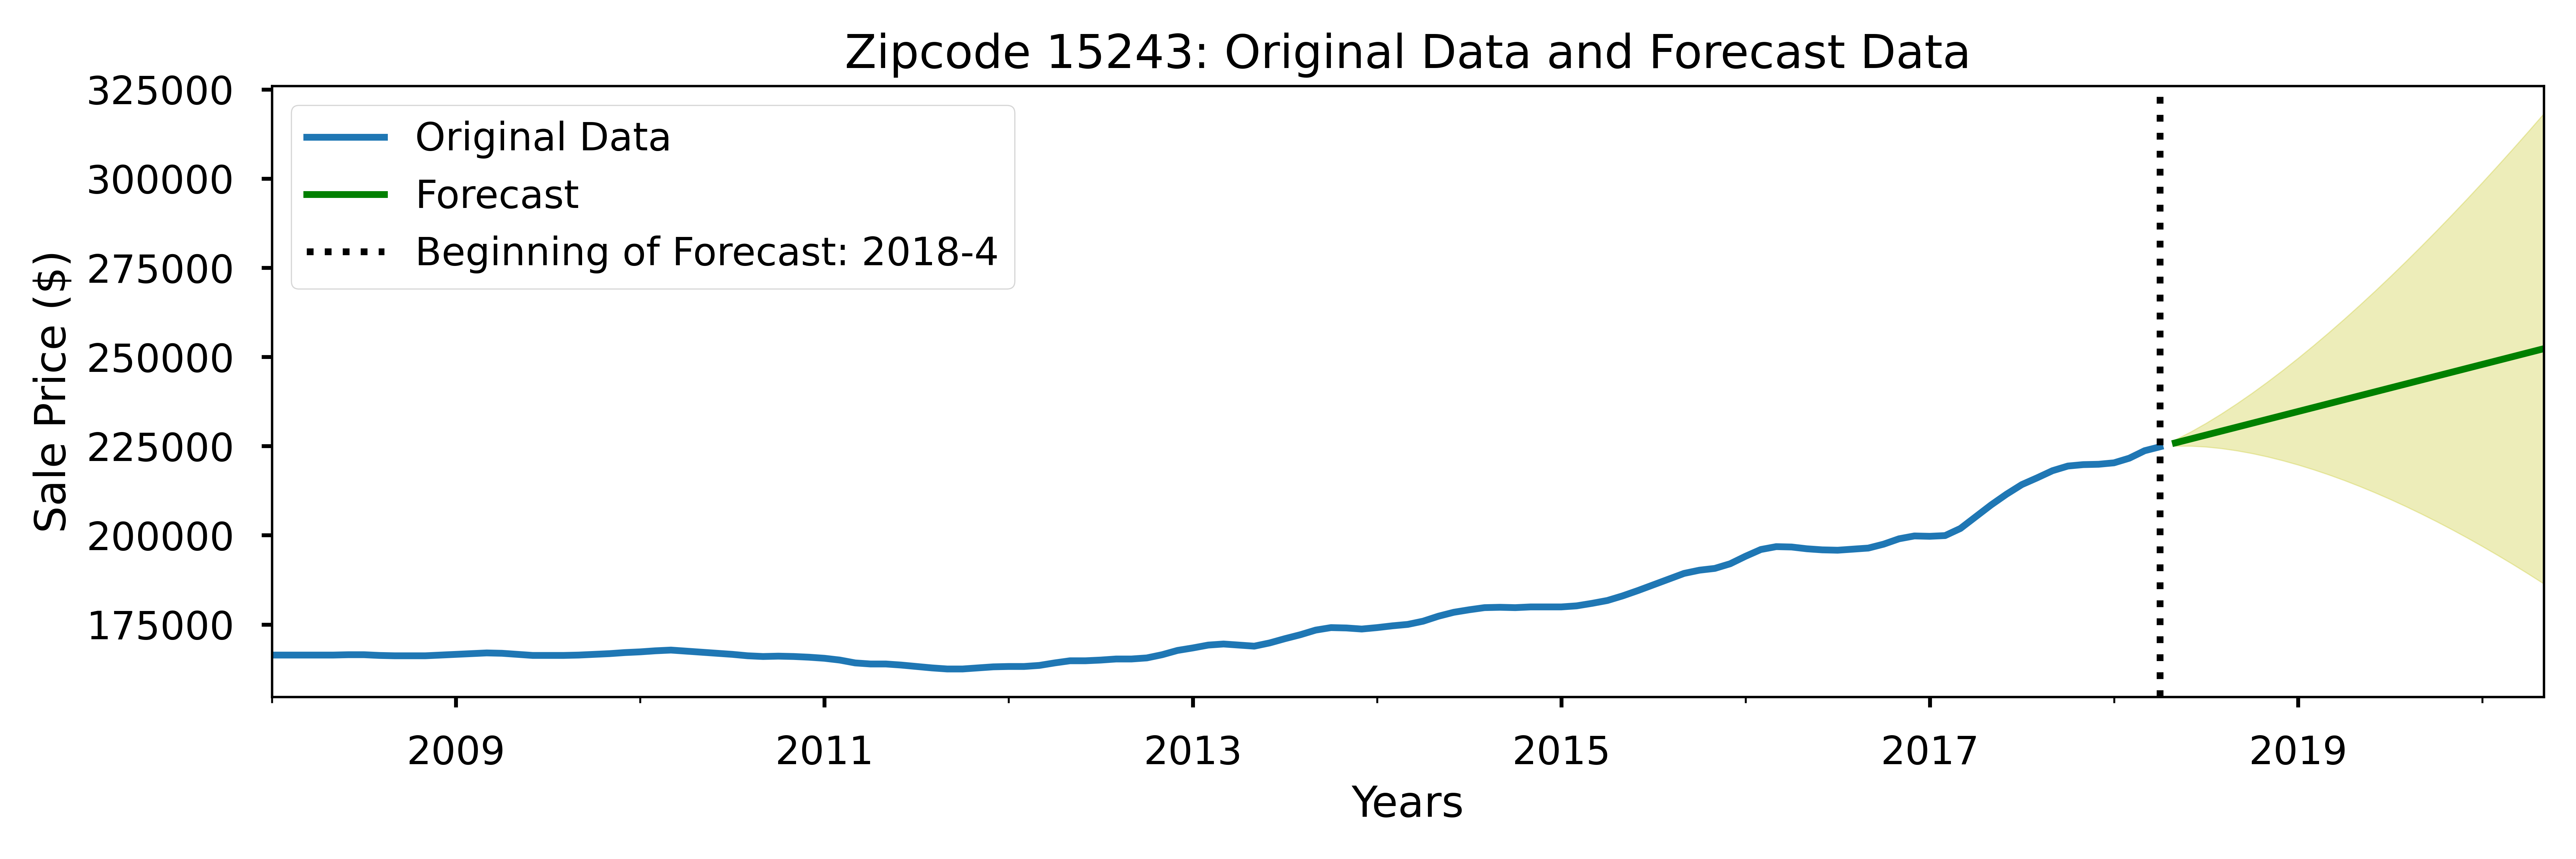 Zipcode 15243: Original Data and Forecast Data
325000
300000
275000
250000
225000
200000
175000
Sale Price ($)
Original Data
Forecast
Beginning of Forecast: 2018-4
2009 2011 2013 2015 2017 2019
Years